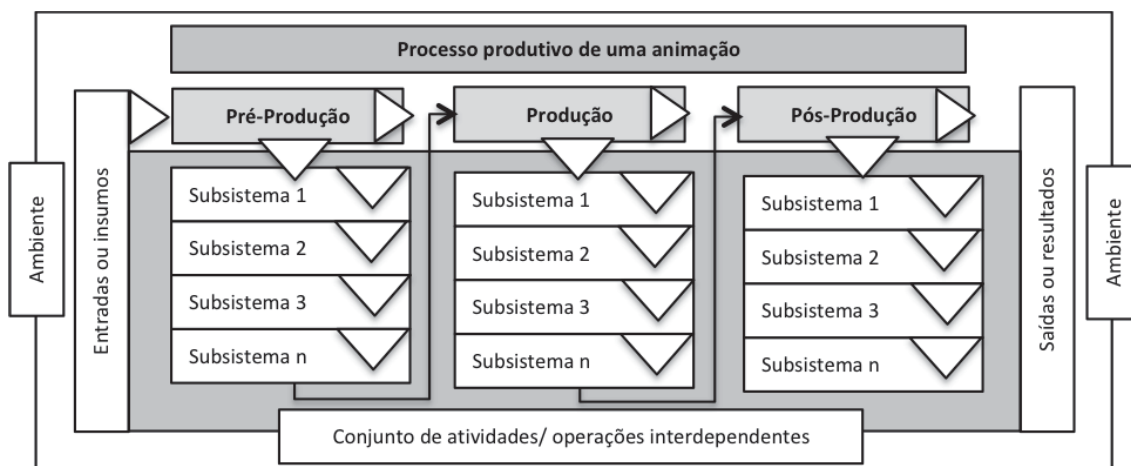 Processo produtivo de uma animação
Pré-Produção
Produção
Pós-Produção
Ambiente
Entradas ou insumos
Subsistema 1
Subsistema 2
Subsistema 3
Subsistema n
Subsistema 1
Subsistema 2
Subsistema 3
Subsistema n
Subsistema 1
Subsistema 2
Subsistema 3
Subsistema n
Saídas ou resultados
Ambiente
Conjunto de atividades/ operações interdependentes